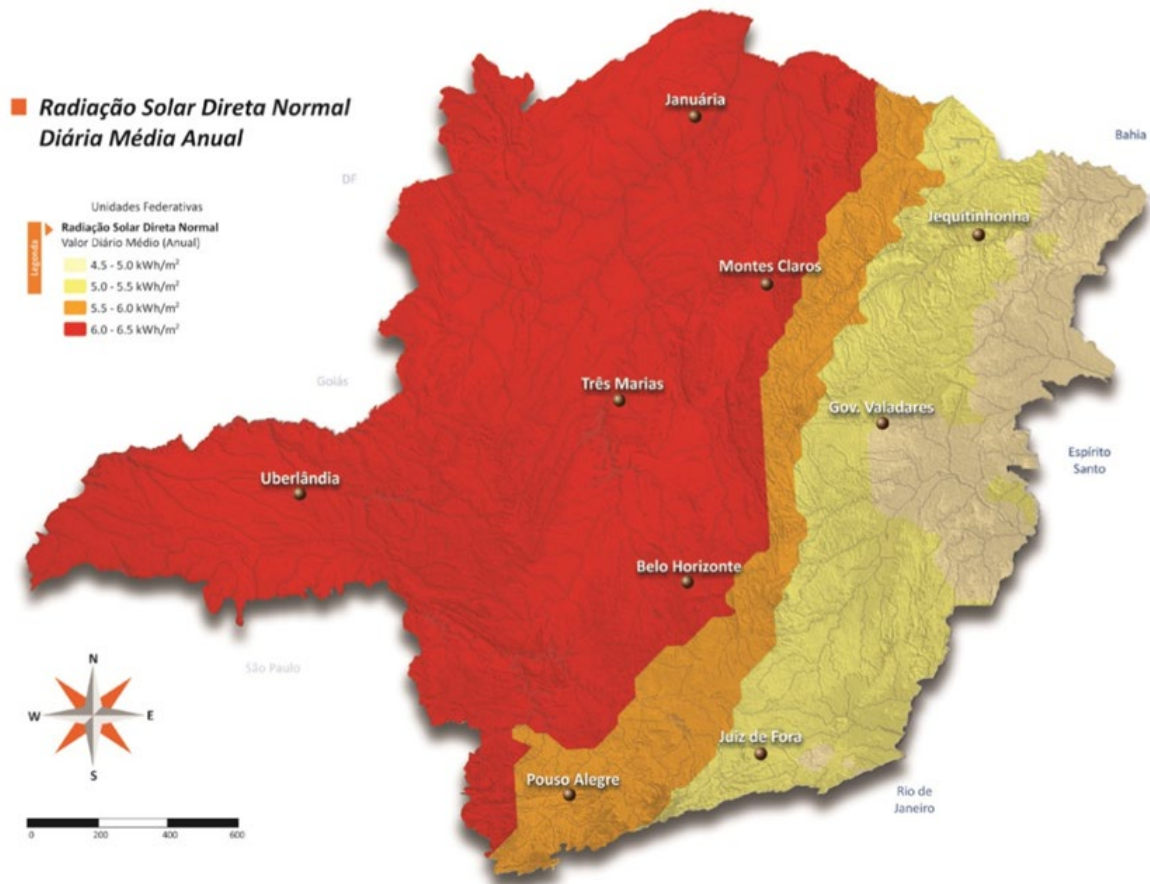 Radiação Solar Direta Normal
Diária Média Anual
Unidades Federativas
Legenda
Radiação Solar Direta Normal
Valor Diário Médio (Anual)
4.5 - 5.0 kWh/m²
5.0 - 5.5 kWh/m²
5.5 - 6.0 kWh/m²
6.0 - 6.5 kWh/m²
Januária
Bahia
DF
Jequitinhonha
Montes Claros
Goiás
Três Marias
Gov. Valadares
Espírito
Santo
Uberlândia
Belo Horizonte
São Paulo
N
W
E
S
Juiz de Fora
Pouso Alegre
Rio de
Janeiro
0 200 400 600